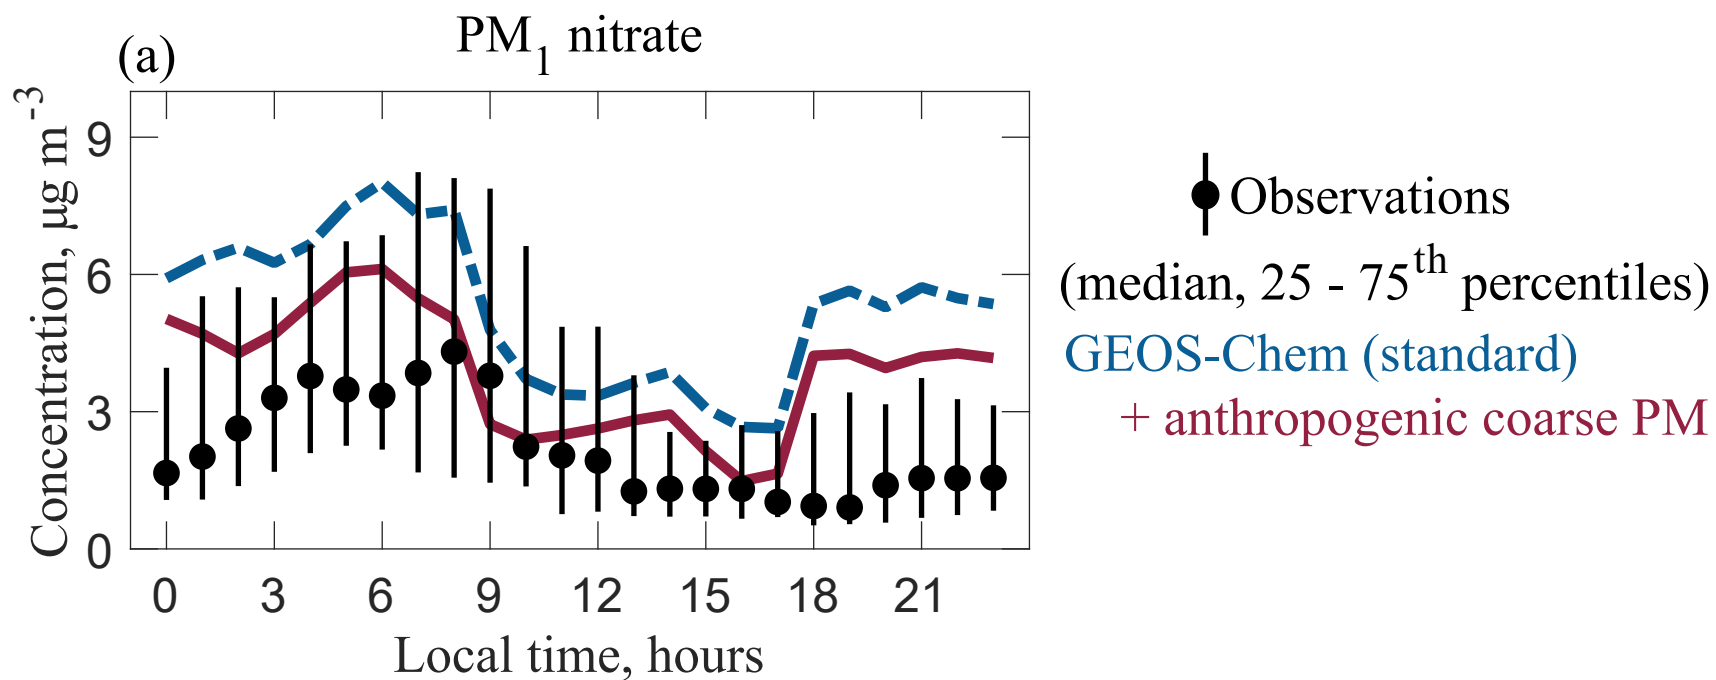 (a)
PM1 nitrate
Concentration, µg m-3
9
6
3
0
0 3 6 9 12 15 18 21
Local time, hours
Observations
(median, 25 - 75th percentiles)
GEOS-Chem (standard)
+ anthropogenic coarse PM